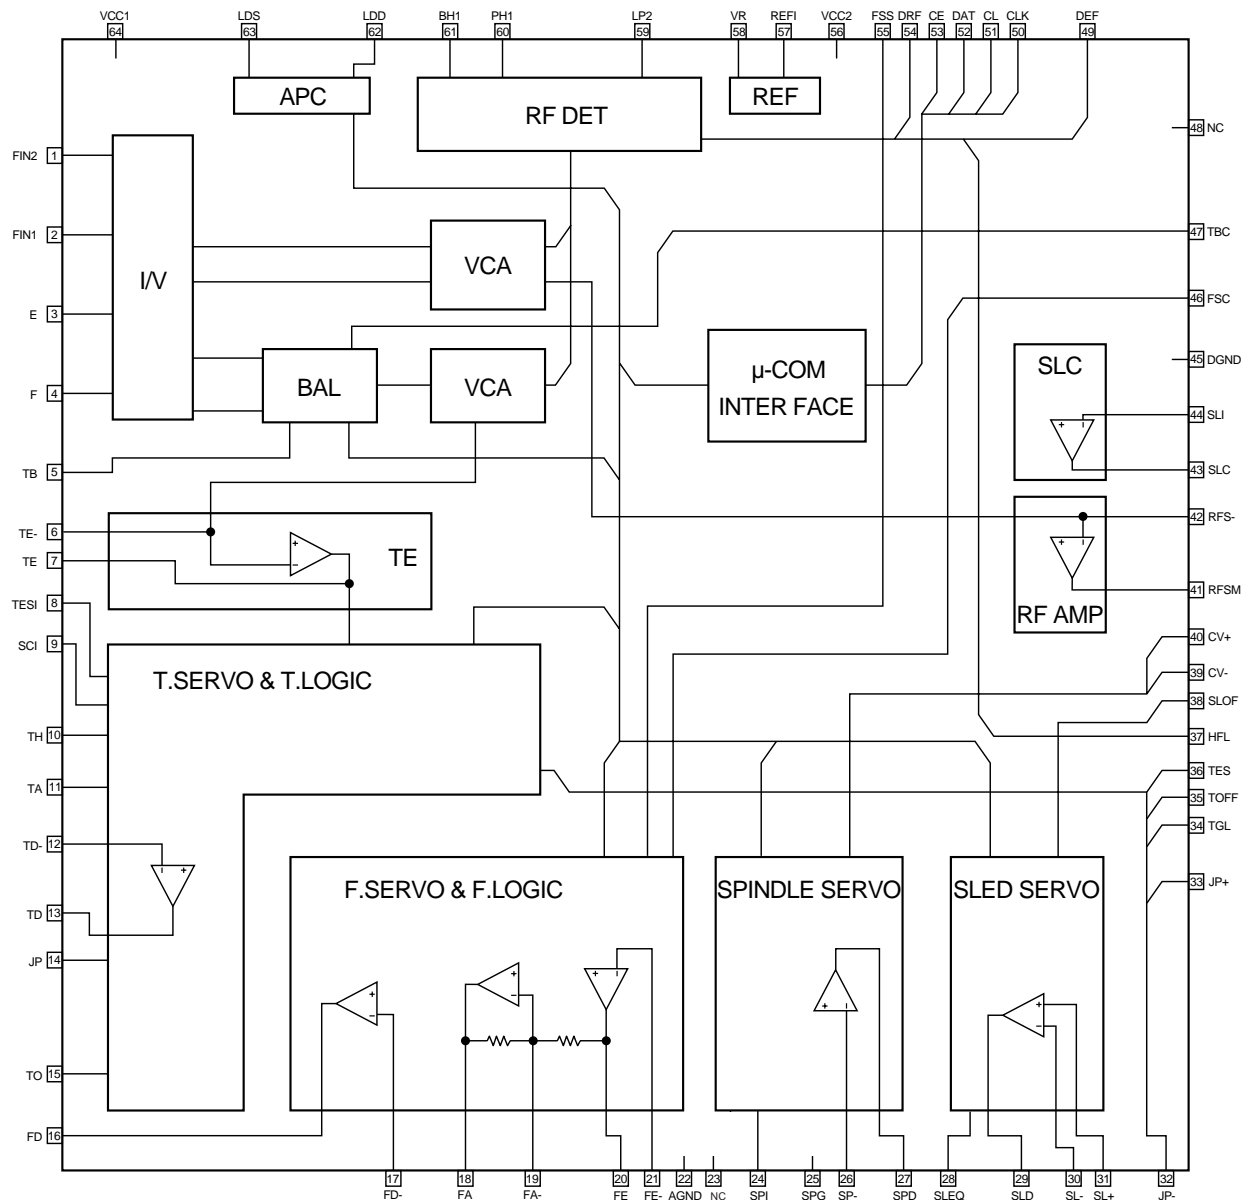 VCC1 LDS LDD BH1 PH1 LP2 VR REFI VCC2 FSS DRF CE DAT CL CLK DEF
64 63 62 61 60 59 58 57 56 55 54 53 52 51 50 49
APC
RF DET
REF
48 NC
FIN2 1
FIN1 2
47 TBC
VCA
I/V
46 FSC
E 3
µ-COM
INTER FACE
SLC
45 DGND
BAL
VCA
F 4
44 SLI
+ −
TB 5
43 SLC
42 RFS-
TE- 6
+
−
TE
+ −
TE 7
41 RFSM
TESI 8
RF AMP
SCI 9
40 CV+
T.SERVO & T.LOGIC
39 CV-
38 SLOF
TH 10
37 HFL
36 TES
TA 11
35 TOFF
34 TGL
TD- 12
− +
33 JP+
F.SERVO & F.LOGIC
SPINDLE SERVO
SLED SERVO
TD 13
JP 14
+
−
+
−
+ −
+ −
+
−
TO 15
FD 16
17 18 19 20 21 22 23 24 25 26 27 28 29 30 31 32
FD- FA FA- FE FE- AGND NC SPI SPG SP- SPD SLEQ SLD SL- SL+ JP-